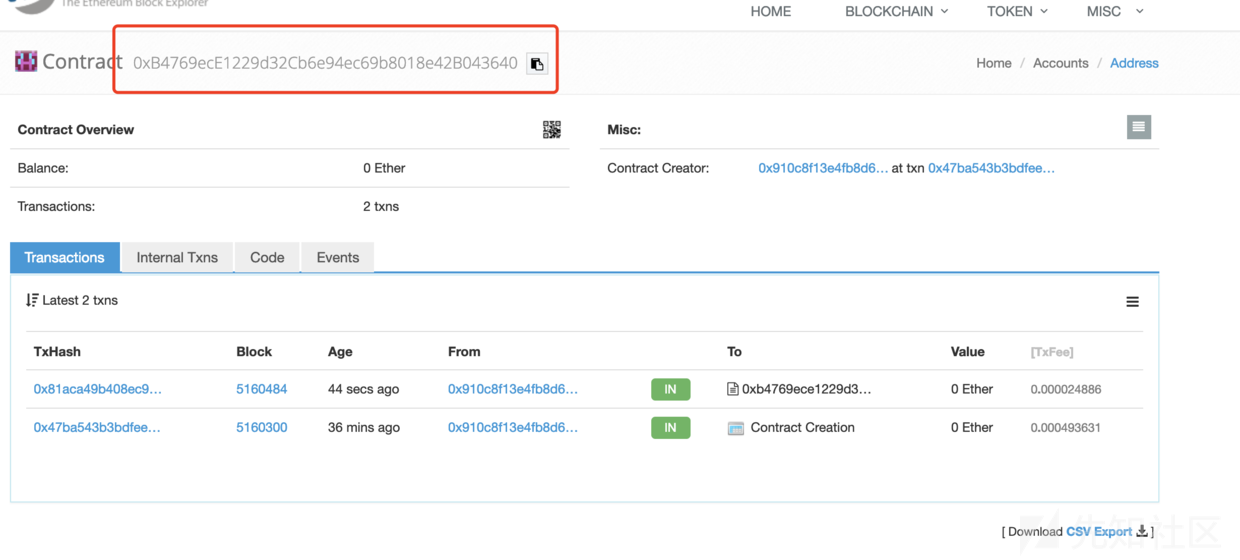 The Ethereum Block Explorer
HOME BLOCKCHAIN TOKEN MISC
Contract 0xB4769ecE1229d32Cb6e94ec69b8018e42B043640
Home / Accounts / Address
Contract Overview
Misc:
Balance: 0 Ether
Contract Creator: 0x910c8f13e4fb8d6… at txn 0x47ba543b3bdfee…
Transactions: 2 txns
Transactions Internal Txns Code Events
Latest 2 txns
TxHash Block Age From To Value [TxFee]
0x81aca49b408ec9… 5160484 44 secs ago 0x910c8f13e4fb8d6… IN 0xb4769ece1229d3… 0 Ether 0.000024886
0x47ba543b3bdfee… 5160300 36 mins ago 0x910c8f13e4fb8d6… IN Contract Creation 0 Ether 0.000493631
[ Download CSV Export ]
先知社区